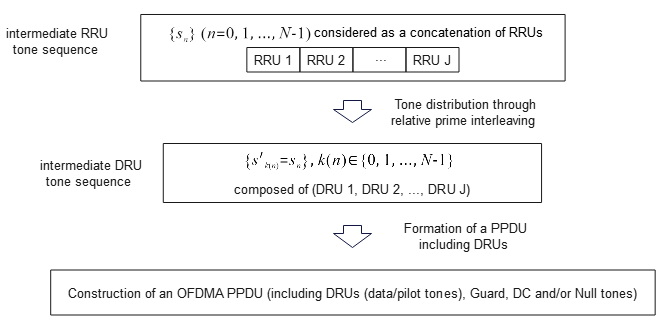 intermediate RRU
tone sequence
{sₙ} (n=0, 1, ..., N-1) considered as a concatenation of RRUs
RRU 1 RRU 2 ... RRU J
Tone distribution through
relative prime interleaving
intermediate DRU
tone sequence
{s'ₖ₍ₙ₎=sₙ}, k(n)∈{0, 1, ..., N-1}
composed of (DRU 1, DRU 2, ..., DRU J)
Formation of a PPDU
including DRUs
Construction of an OFDMA PPDU (including DRUs (data/pilot tones), Guard, DC and/or Null tones)